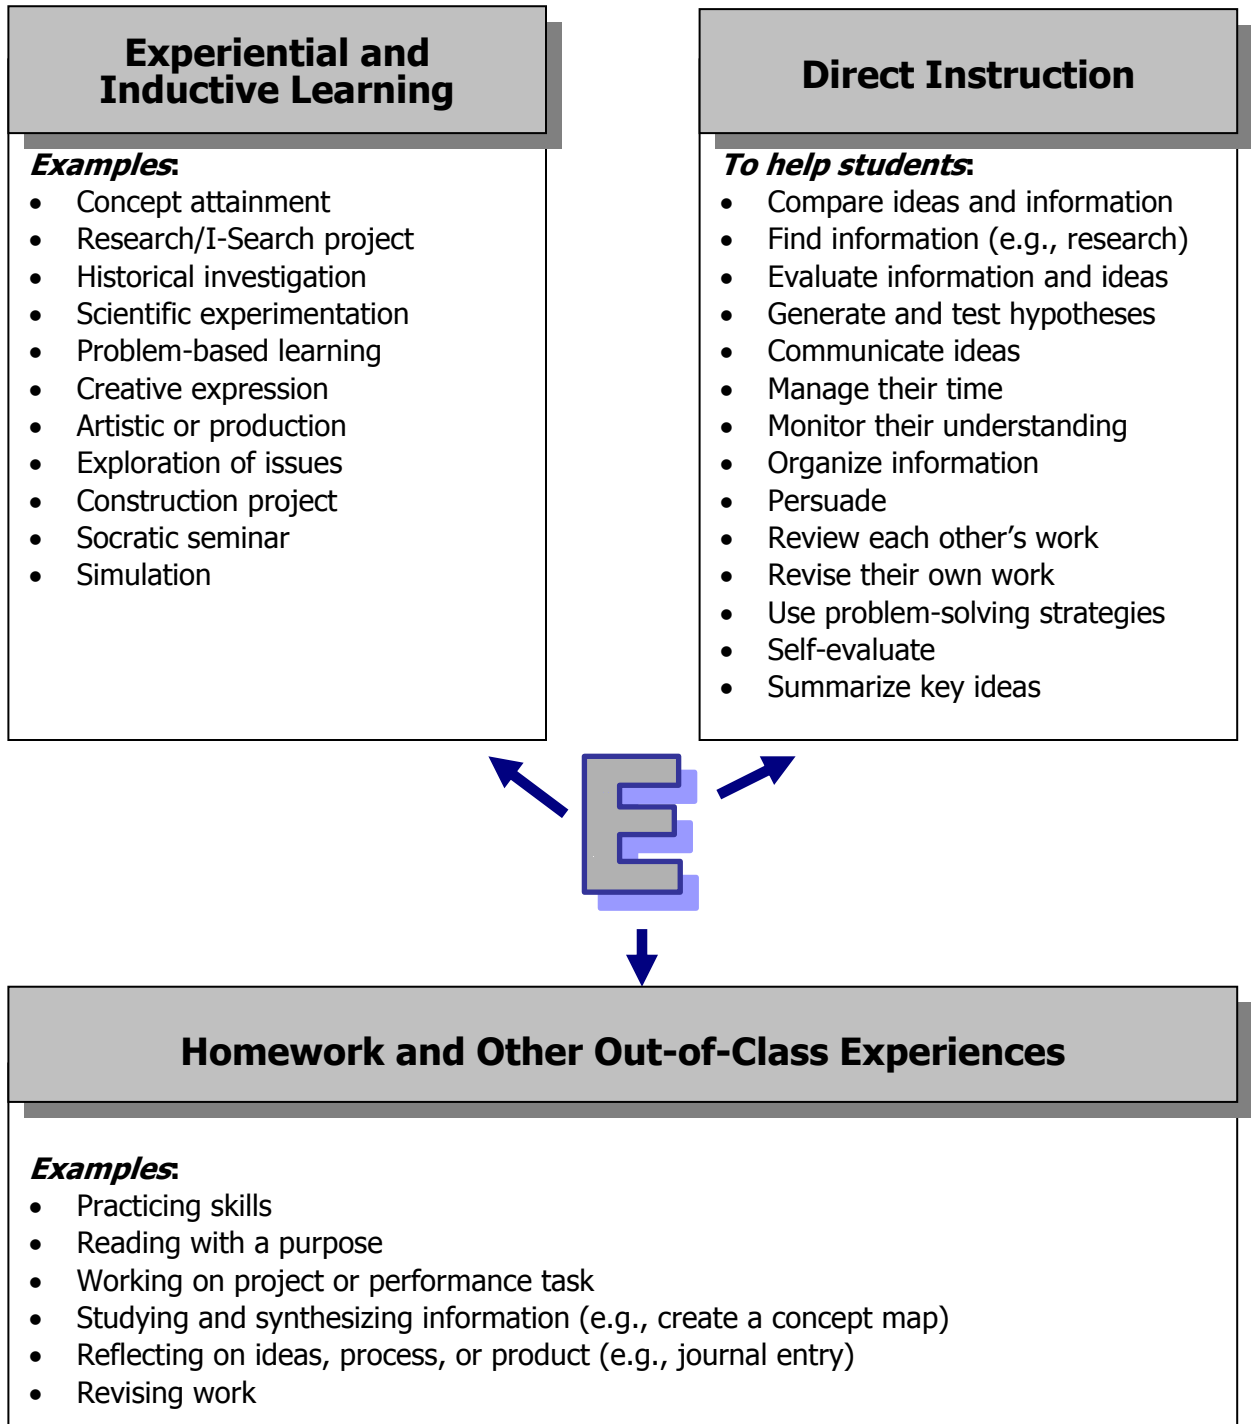 Experiential and
Inductive Learning
Examples:
• Concept attainment
• Research/I-Search project
• Historical investigation
• Scientific experimentation
• Problem-based learning
• Creative expression
• Artistic or production
• Exploration of issues
• Construction project
• Socratic seminar
• Simulation
Direct Instruction
To help students:
• Compare ideas and information
• Find information (e.g., research)
• Evaluate information and ideas
• Generate and test hypotheses
• Communicate ideas
• Manage their time
• Monitor their understanding
• Organize information
• Persuade
• Review each other’s work
• Revise their own work
• Use problem-solving strategies
• Self-evaluate
• Summarize key ideas
E
Homework and Other Out-of-Class Experiences
Examples:
• Practicing skills
• Reading with a purpose
• Working on project or performance task
• Studying and synthesizing information (e.g., create a concept map)
• Reflecting on ideas, process, or product (e.g., journal entry)
• Revising work